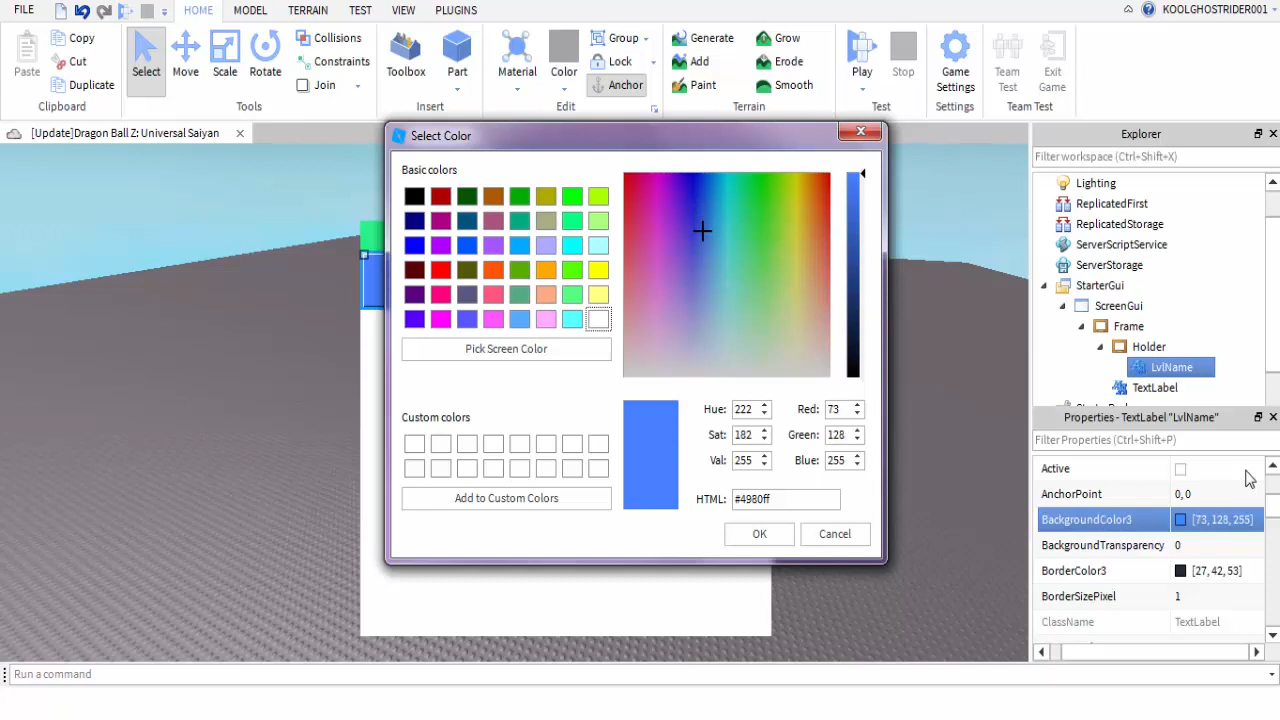 FILE
HOME
MODEL
TERRAIN
TEST
VIEW
PLUGINS
KOOLGHOSTRIDER001
Paste
Copy
Cut
Duplicate
Clipboard
Select
Move
Scale
Rotate
Collisions
Constraints
Join
Tools
Toolbox
Part
Insert
Material
Color
Group
Lock
Anchor
Edit
Generate
Add
Paint
Grow
Erode
Smooth
Terrain
Play
Stop
Test
Game
Settings
Settings
Team
Test
Exit
Game
Team Test
[Update]Dragon Ball Z: Universal Saiyan
Select Color
Basic colors
Pick Screen Color
Custom colors
Add to Custom Colors
Hue: 222
Red: 73
Sat: 182
Green: 128
Val: 255
Blue: 255
HTML: #4980ff
OK
Cancel
Explorer
Filter workspace (Ctrl+Shift+X)
Lighting
ReplicatedFirst
ReplicatedStorage
ServerScriptService
ServerStorage
StarterGui
ScreenGui
Frame
Holder
LvlName
TextLabel
Properties - TextLabel "LvlName"
Filter Properties (Ctrl+Shift+P)
Active
AnchorPoint 0, 0
BackgroundColor3 [73, 128, 255]
BackgroundTransparency 0
BorderColor3 [27, 42, 53]
BorderSizePixel 1
ClassName TextLabel
Run a command